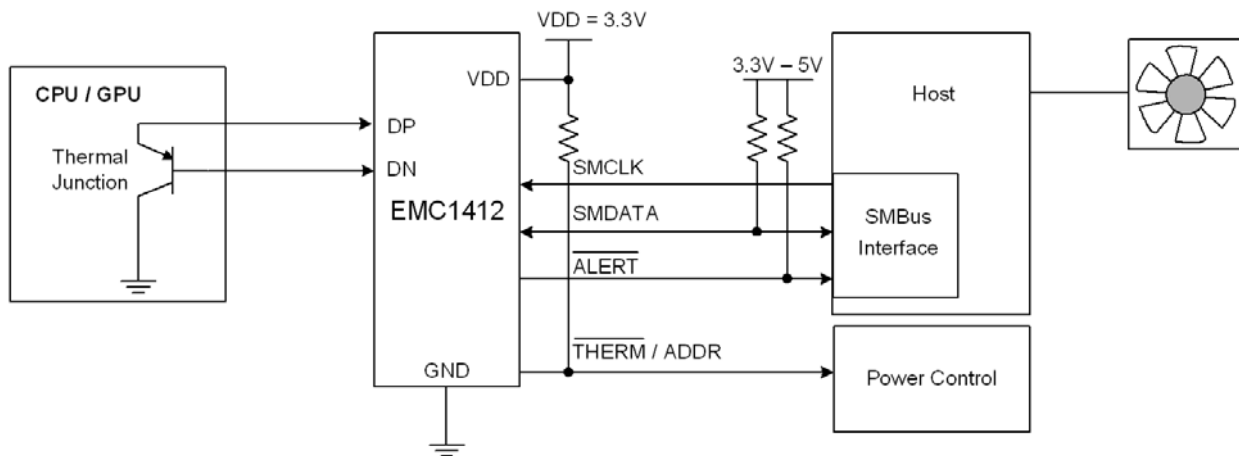 VDD = 3.3V
VDD
3.3V – 5V
CPU / GPU
Host
DP
Thermal
Junction
DN
SMCLK
EMC1412
SMDATA
SMBus
Interface
ALERT
THERM / ADDR
GND
Power Control